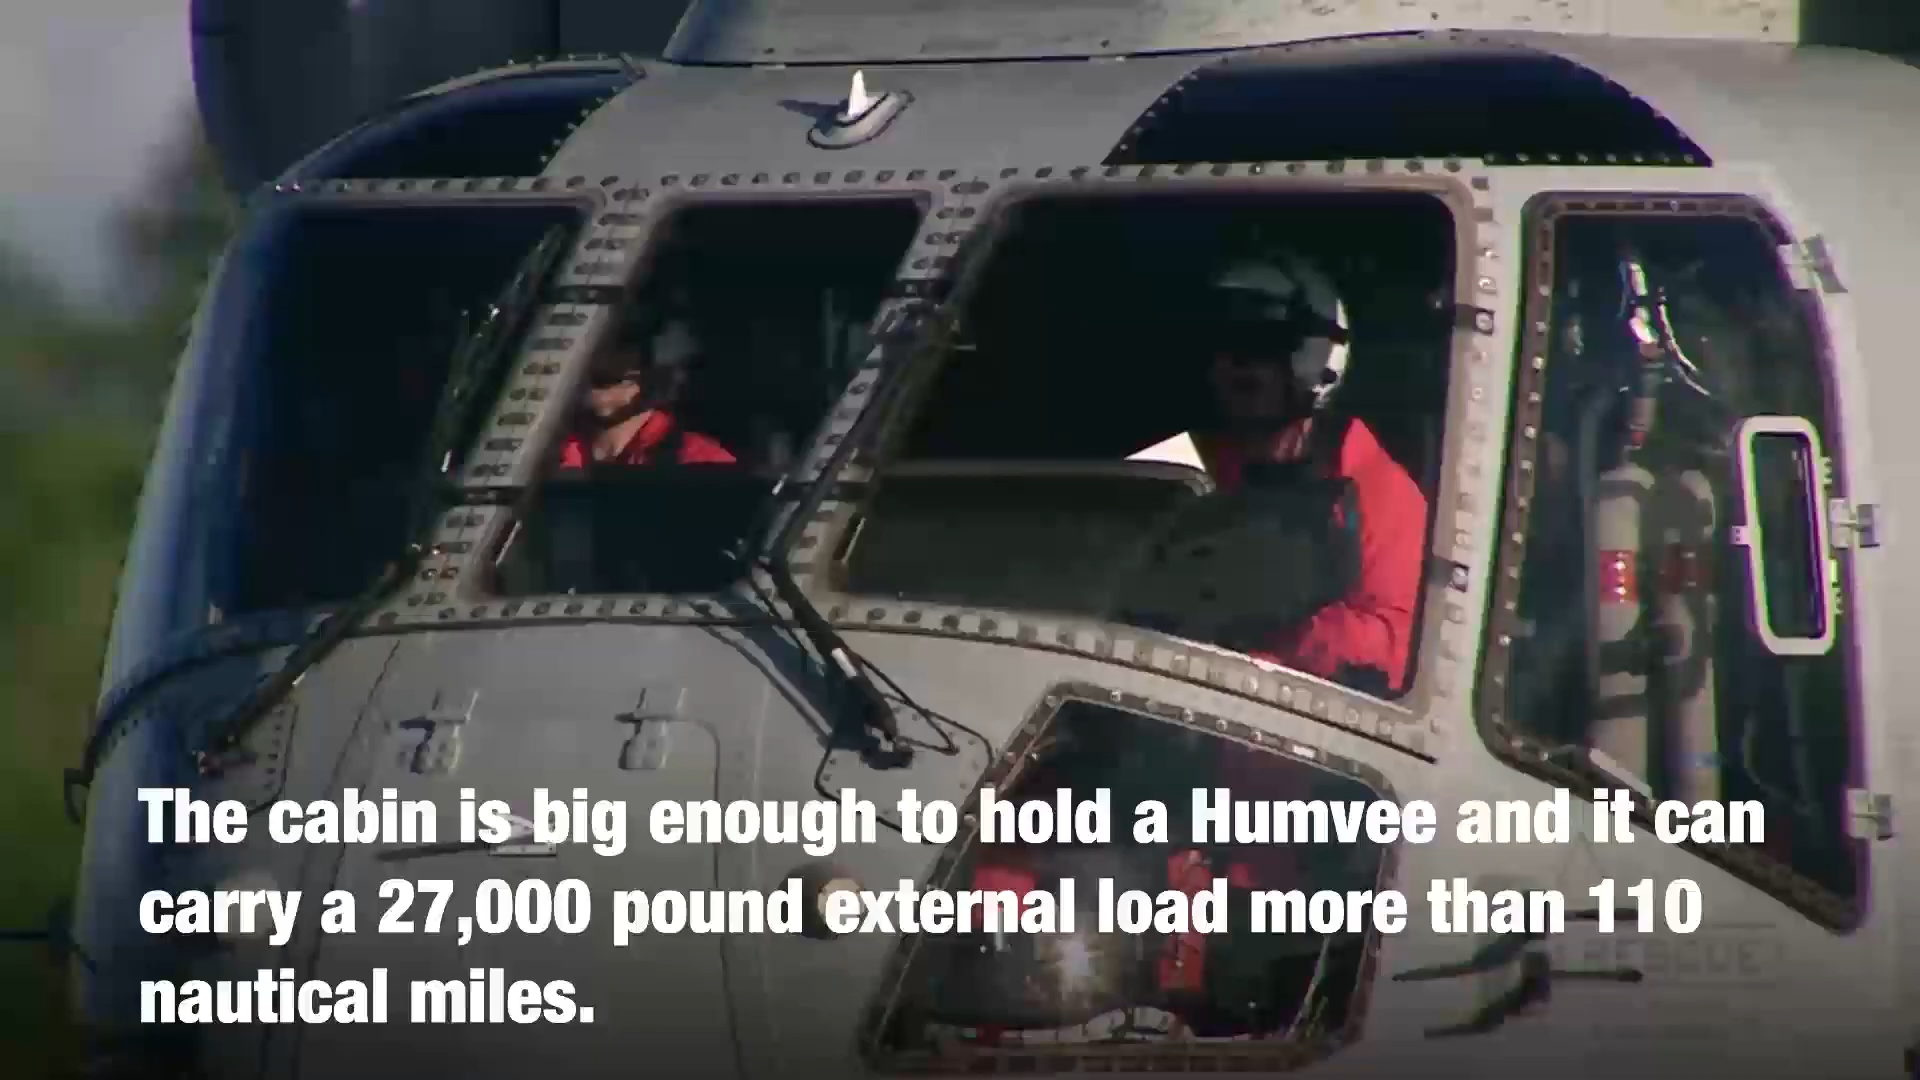 The cabin is big enough to hold a Humvee and it can
carry a 27,000 pound external load more than 110
nautical miles.
RESCUE